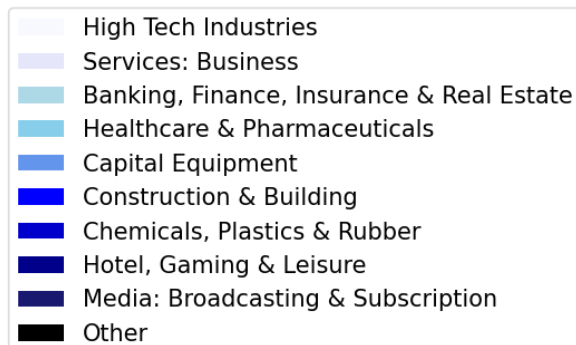 High Tech Industries
Services: Business
Banking, Finance, Insurance & Real Estate
Healthcare & Pharmaceuticals
Capital Equipment
Construction & Building
Chemicals, Plastics & Rubber
Hotel, Gaming & Leisure
Media: Broadcasting & Subscription
Other